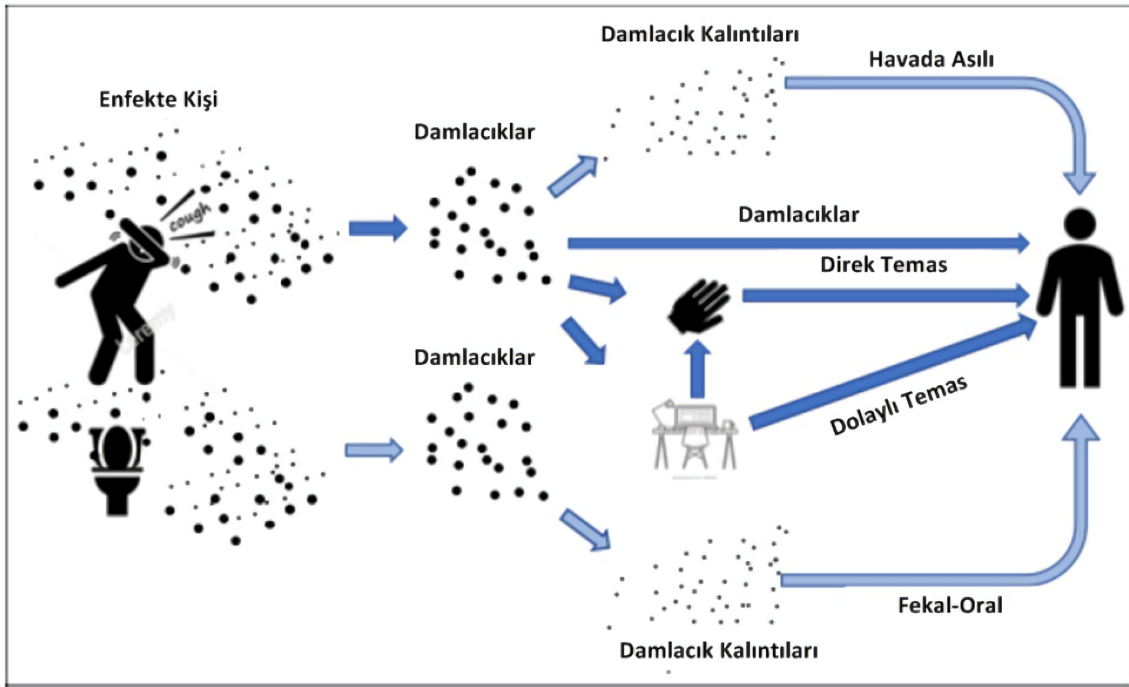 Damlacık Kalıntıları
Havada Asılı
Enfekte Kişi
Damlacıklar
cough
Damlacıklar
Direk Temas
Damlacıklar
Dolaylı Temas
Fekal-Oral
Damlacık Kalıntıları